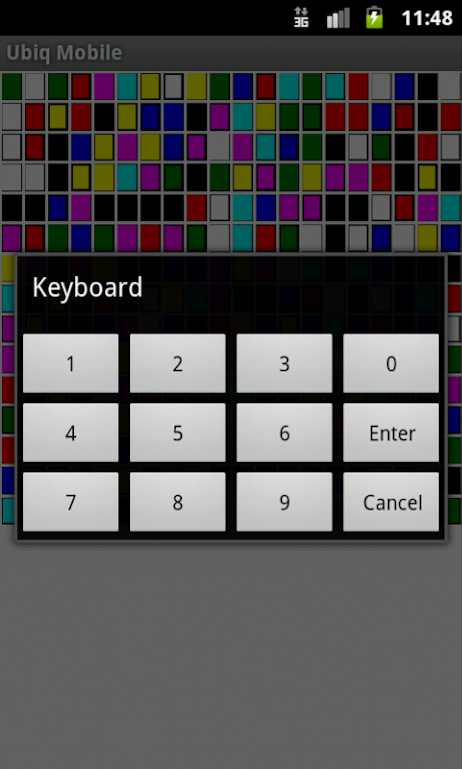 3G 11:48
Ubiq Mobile
Keyboard
1 2 3 0
4 5 6 Enter
7 8 9 Cancel